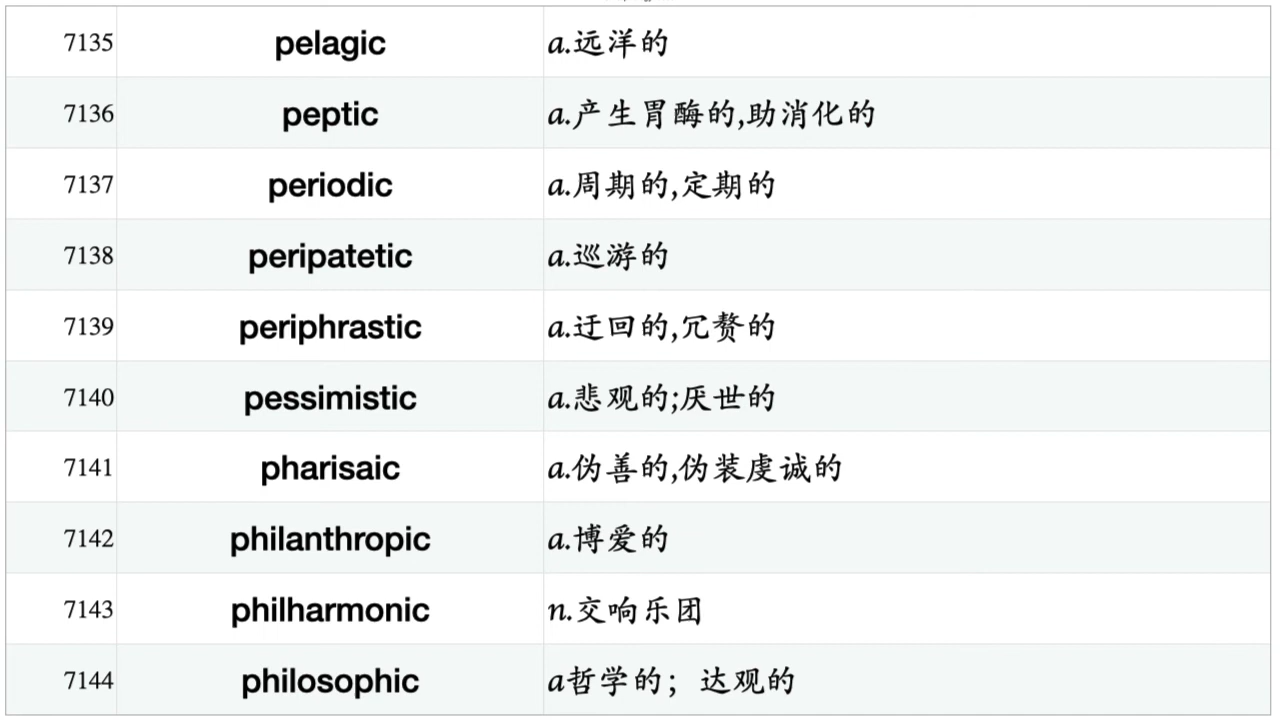 7135 pelagic a.远洋的
7136 peptic a.产生胃酶的,助消化的
7137 periodic a.周期的,定期的
7138 peripatetic a.巡游的
7139 periphrastic a.迂回的,冗赘的
7140 pessimistic a.悲观的;厌世的
7141 pharisaic a.伪善的,伪装虔诚的
7142 philanthropic a.博爱的
7143 philharmonic n.交响乐团
7144 philosophic a哲学的；达观的